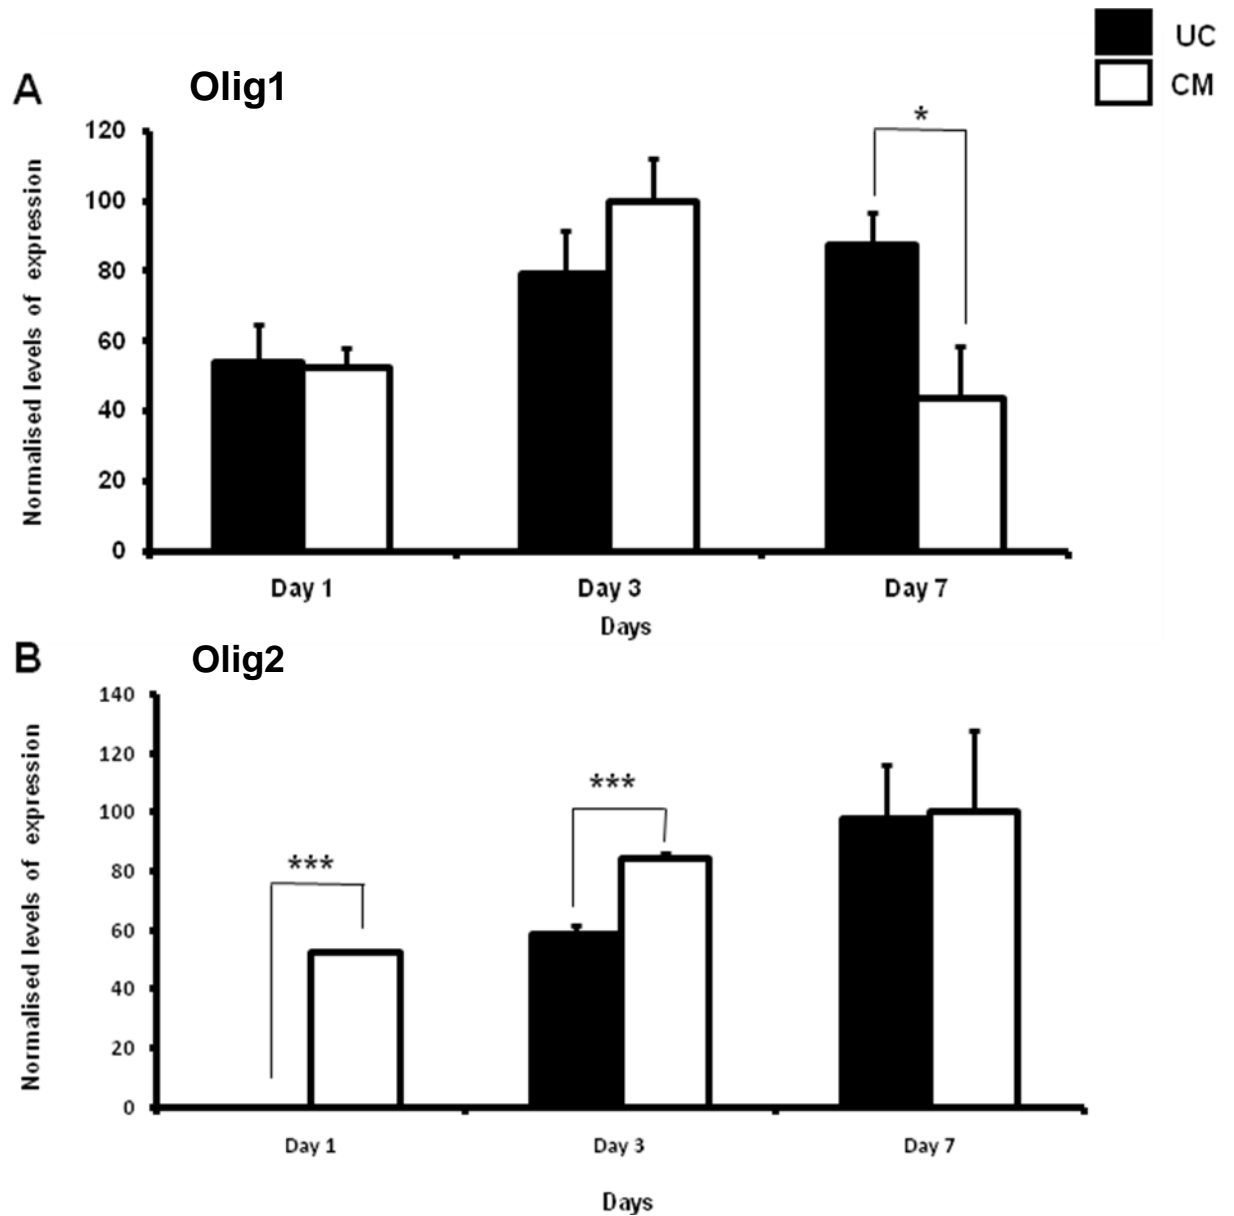 UC
CM
A
Olig1
*
Normalised levels of expression
120
100
80
60
40
20
0
Day 1 Day 3 Day 7
Days
B
Olig2
***
***
Normalised levels of expression
140
120
100
80
60
40
20
0
Day 1 Day 3 Day 7
Days